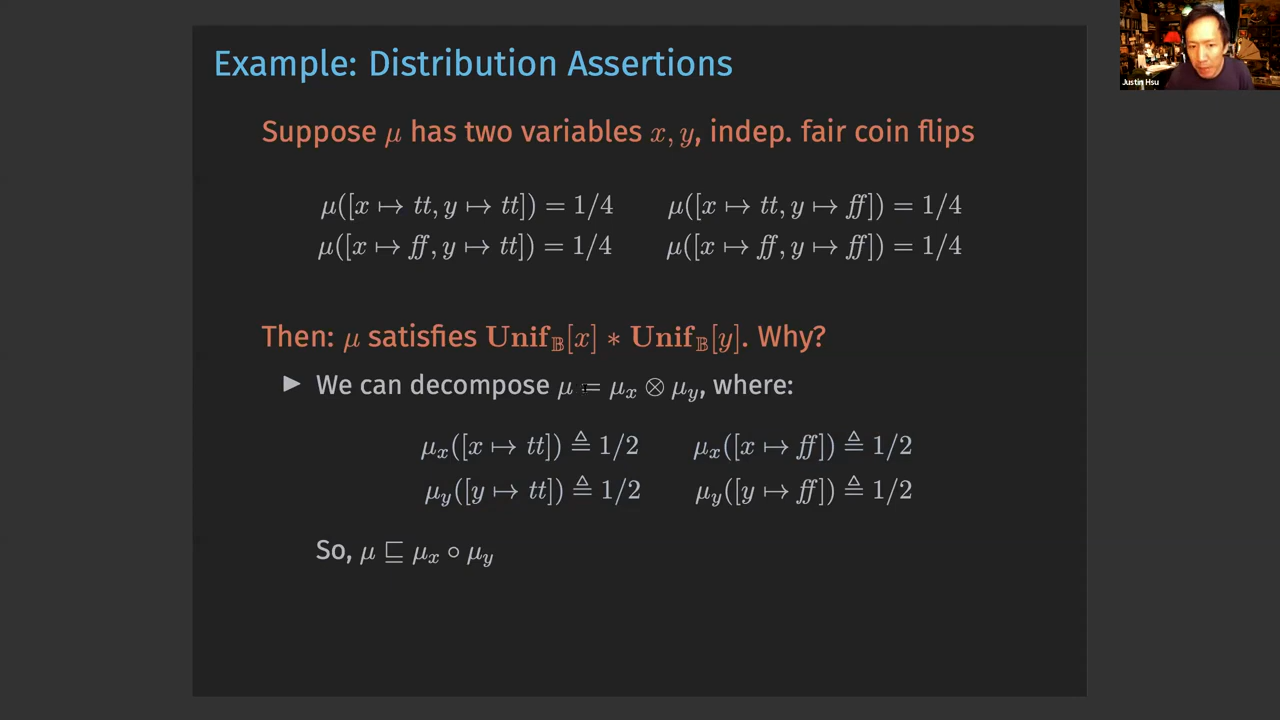 Example: Distribution Assertions
Justin Hsu
Suppose μ has two variables x, y, indep. fair coin flips
μ([x ↦ tt, y ↦ tt]) = 1/4 μ([x ↦ tt, y ↦ ff]) = 1/4
μ([x ↦ ff, y ↦ tt]) = 1/4 μ([x ↦ ff, y ↦ ff]) = 1/4
Then: μ satisfies Unif_𝔹[x] ∗ Unif_𝔹[y]. Why?
▶ We can decompose μ = μ_x ⊗ μ_y, where:
μ_x([x ↦ tt]) ≜ 1/2 μ_x([x ↦ ff]) ≜ 1/2
μ_y([y ↦ tt]) ≜ 1/2 μ_y([y ↦ ff]) ≜ 1/2
So, μ ⊑ μ_x ∘ μ_y